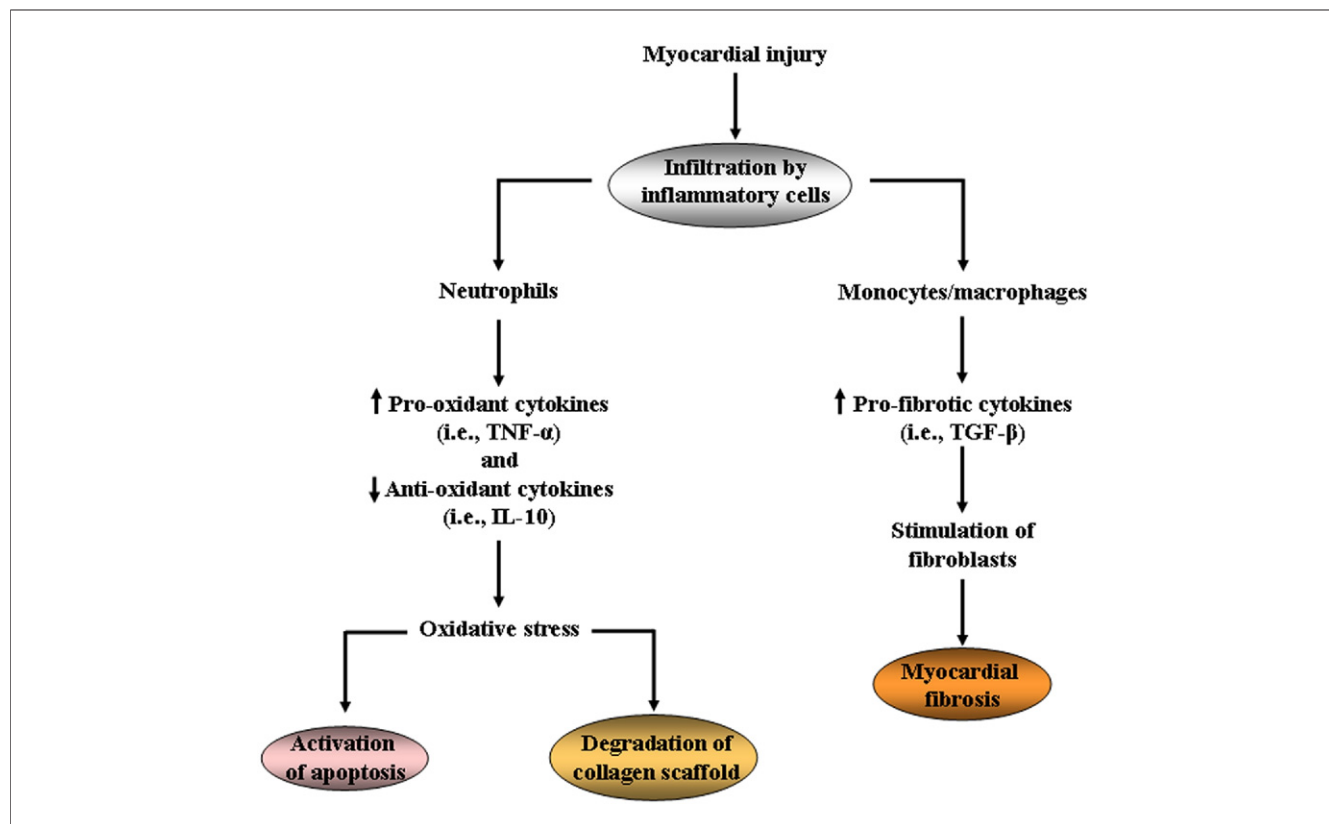 Myocardial injury
Infiltration by
inflammatory cells
Neutrophils
↑ Pro-oxidant cytokines
(i.e., TNF-α)
and
↓ Anti-oxidant cytokines
(i.e., IL-10)
Oxidative stress
Activation
of apoptosis
Degradation of
collagen scaffold
Monocytes/macrophages
↑ Pro-fibrotic cytokines
(i.e., TGF-β)
Stimulation of
fibroblasts
Myocardial
fibrosis